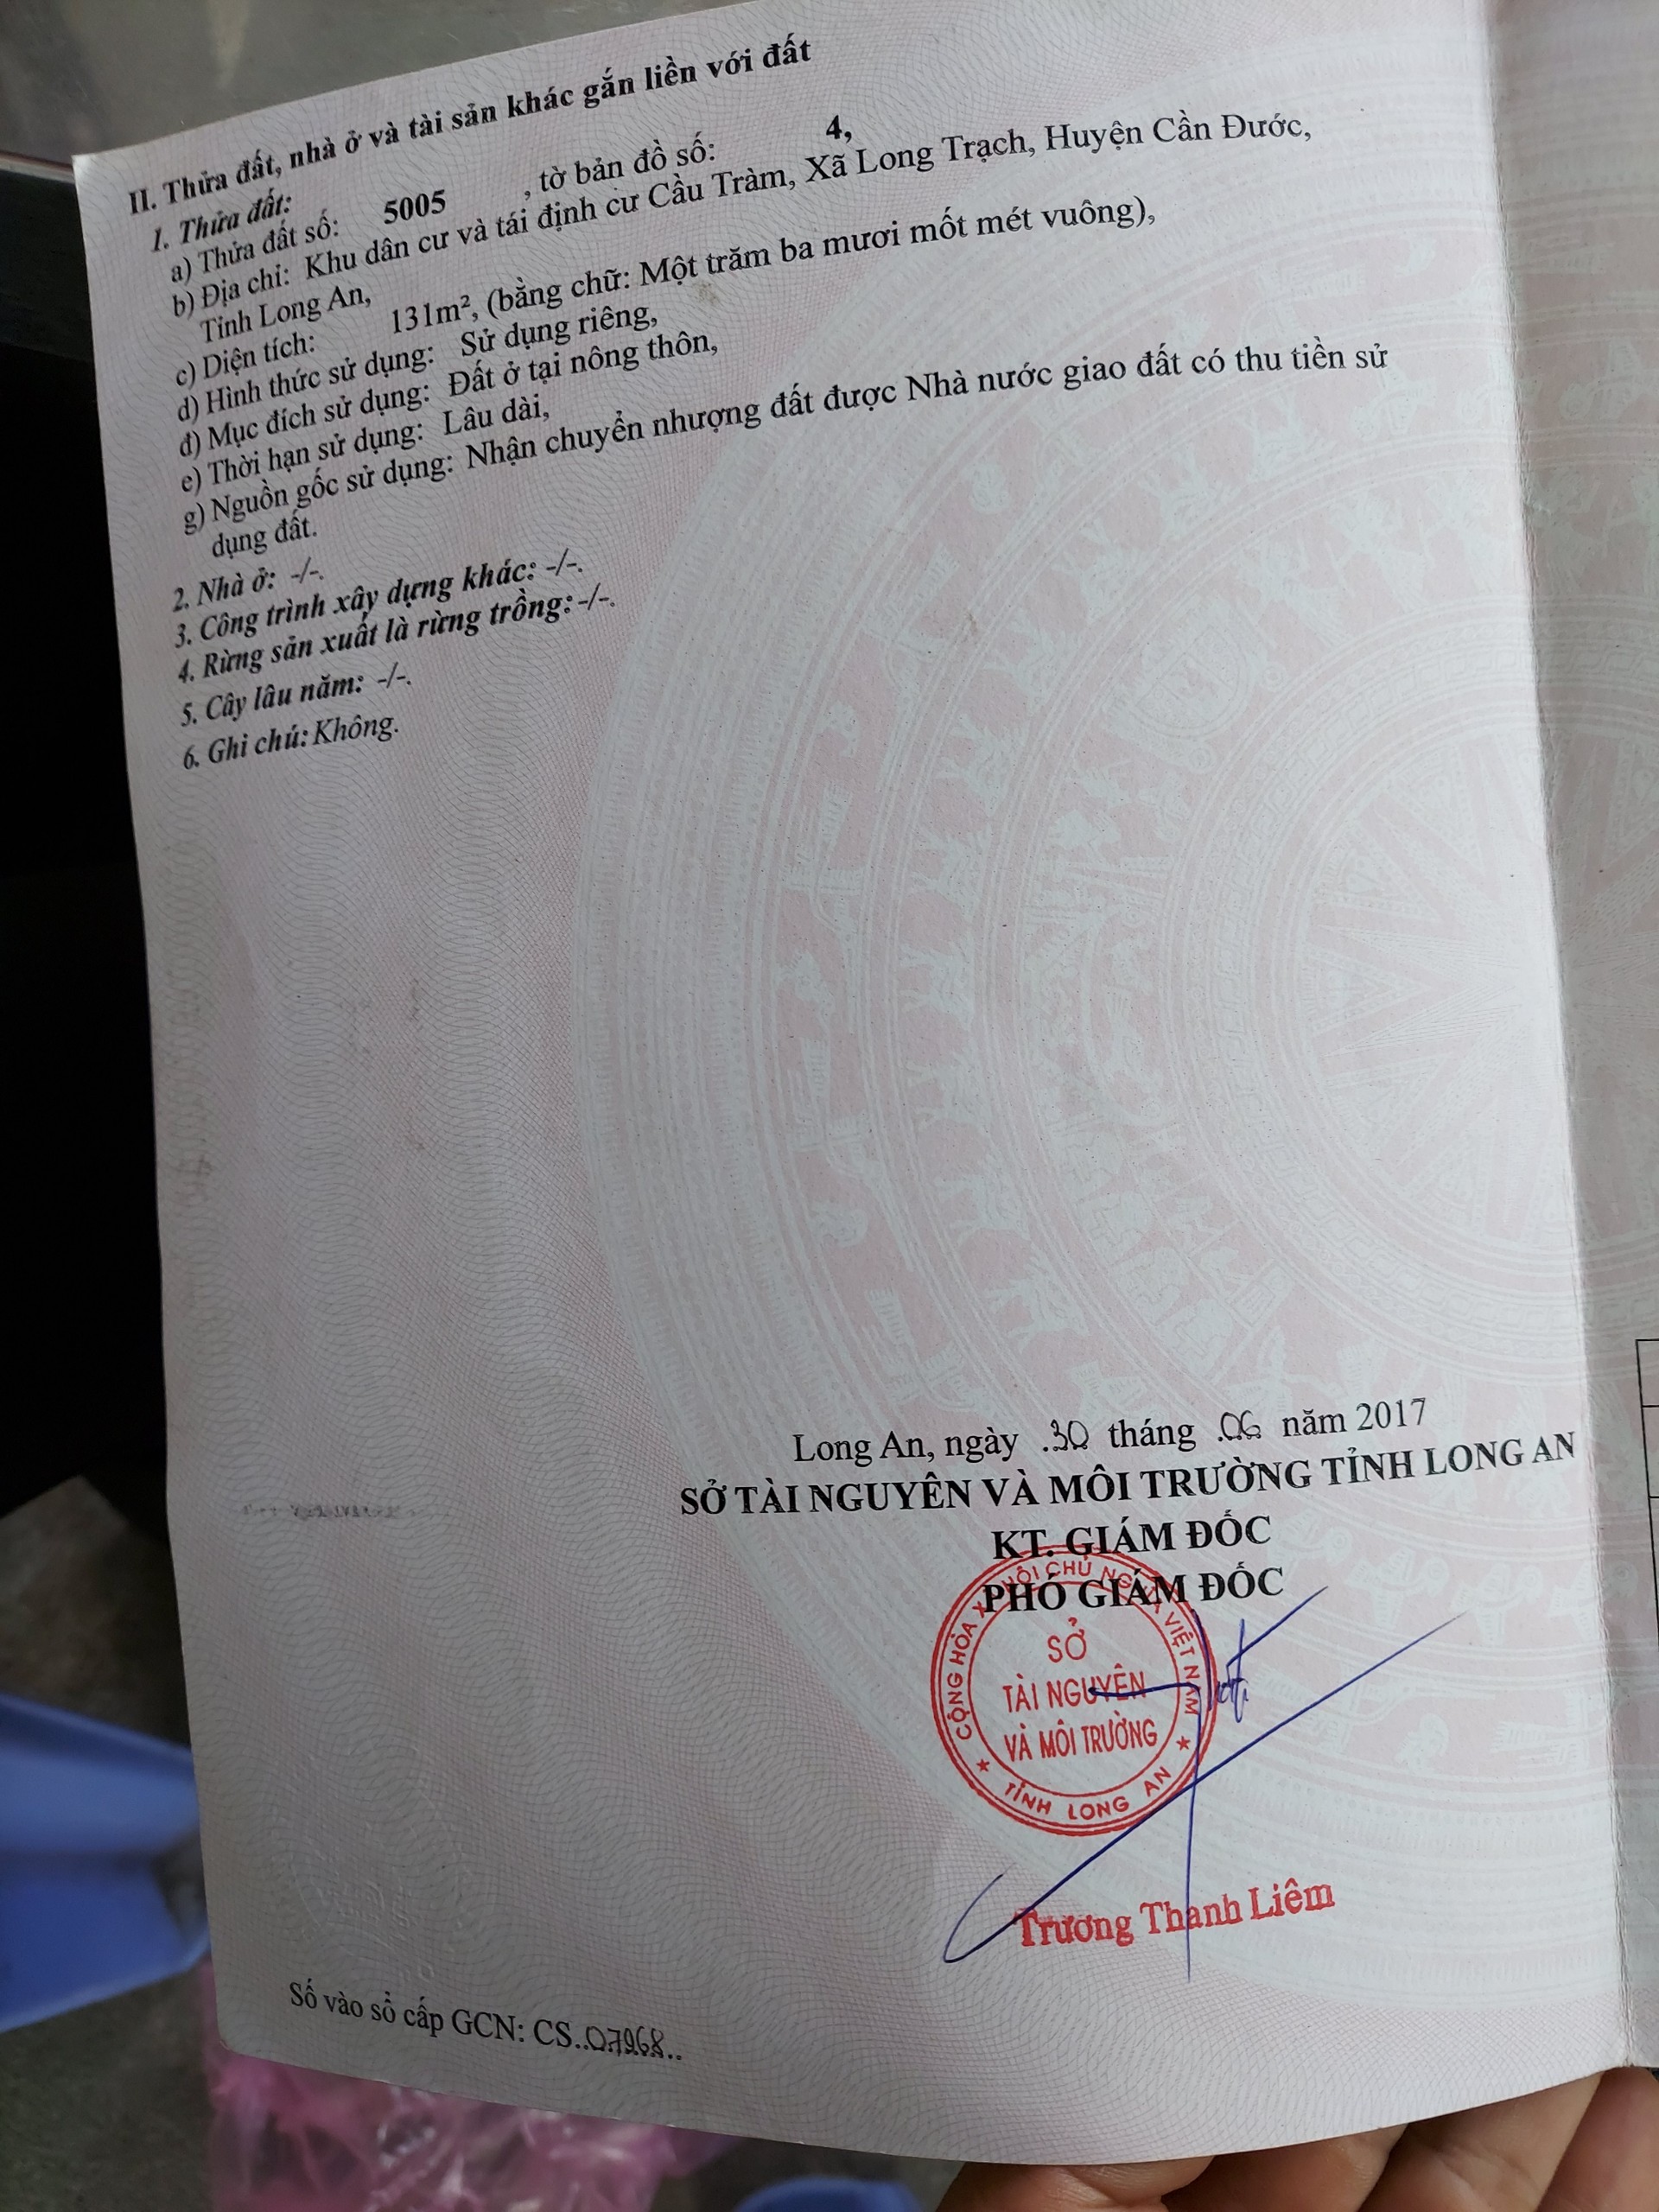 II. Thửa đất, nhà ở và tài sản khác gắn liền với đất
1. Thửa đất:
a) Thửa đất số: 5005 , tờ bản đồ số: 4,
b) Địa chỉ: Khu dân cư và tái định cư Cầu Tràm, Xã Long Trạch, Huyện Cần Đước,
Tỉnh Long An,
c) Diện tích: 131m², (bằng chữ: Một trăm ba mươi mốt mét vuông),
d) Hình thức sử dụng: Sử dụng riêng,
đ) Mục đích sử dụng: Đất ở tại nông thôn,
e) Thời hạn sử dụng: Lâu dài,
g) Nguồn gốc sử dụng: Nhận chuyển nhượng đất được Nhà nước giao đất có thu tiền sử
dụng đất.
2. Nhà ở: -/-.
3. Công trình xây dựng khác: -/-.
4. Rừng sản xuất là rừng trồng: -/-.
5. Cây lâu năm: -/-.
6. Ghi chú: Không.
Long An, ngày .30 tháng .06 năm 2017
SỞ TÀI NGUYÊN VÀ MÔI TRƯỜNG TỈNH LONG AN
KT. GIÁM ĐỐC
PHÓ GIÁM ĐỐC
CỘNG HÒA XÃ HỘI CHỦ NGHĨA VIỆT NAM
SỞ
TÀI NGUYÊN
VÀ MÔI TRƯỜNG
★ TỈNH LONG AN ★
Trương Thanh Liêm
Số vào sổ cấp GCN: CS..07968..